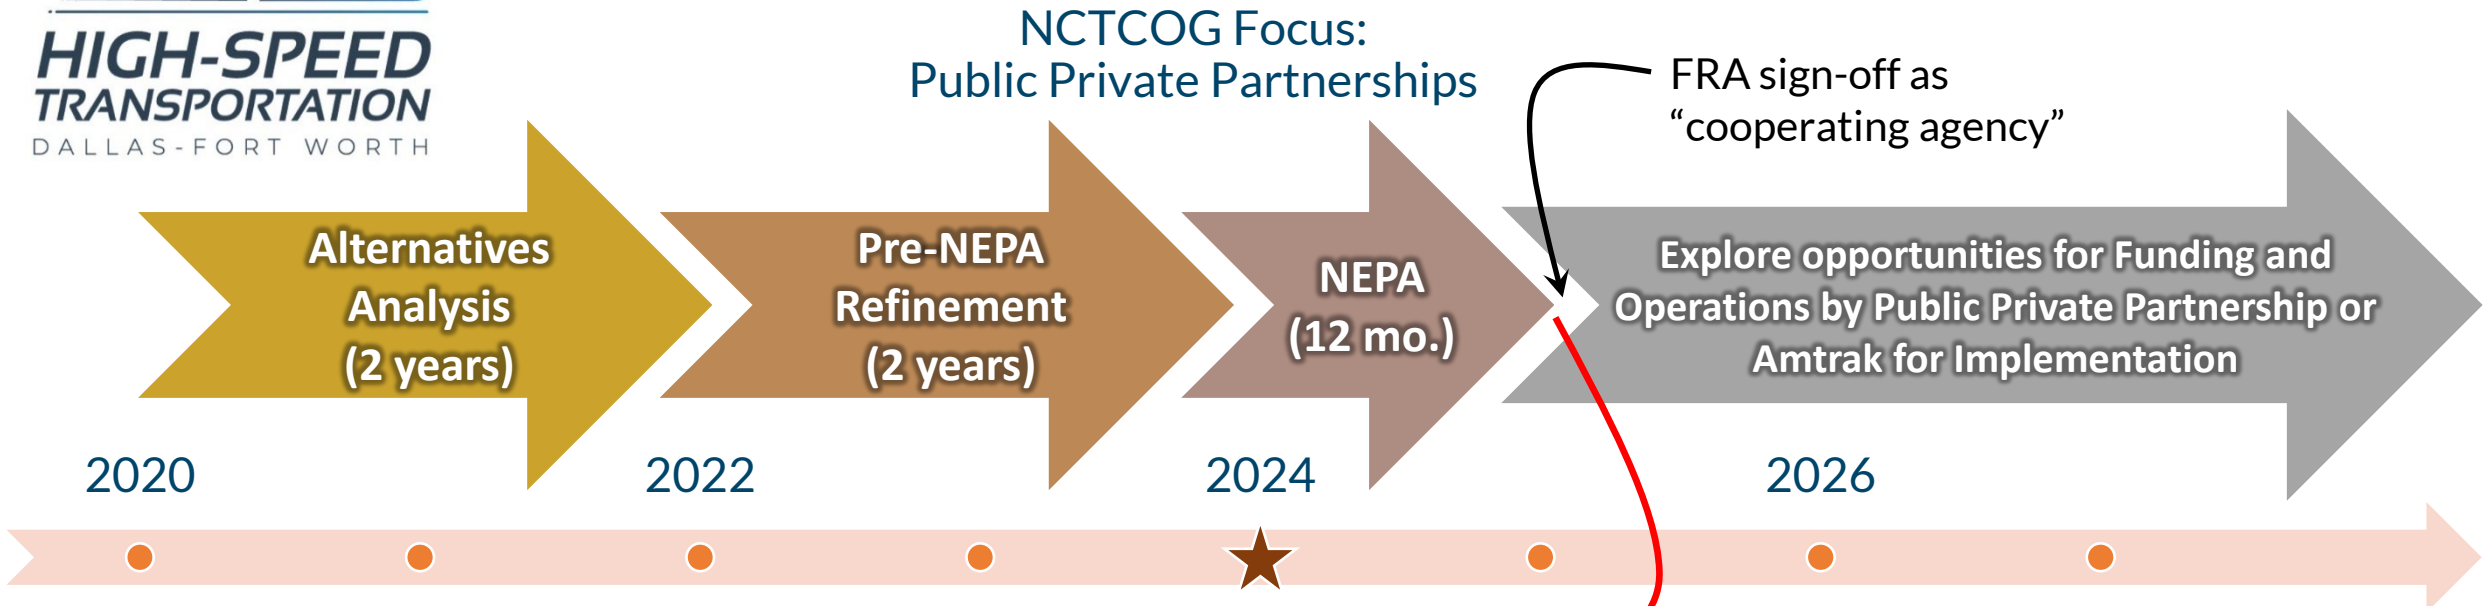 HIGH-SPEED
TRANSPORTATION
DALLAS-FORT WORTH
NCTCOG Focus:
Public Private Partnerships
FRA sign-off as
“cooperating agency”
Alternatives
Analysis
(2 years)
Pre-NEPA
Refinement
(2 years)
NEPA
(12 mo.)
Explore opportunities for Funding and
Operations by Public Private Partnership or
Amtrak for Implementation
2020
2022
2024
2026